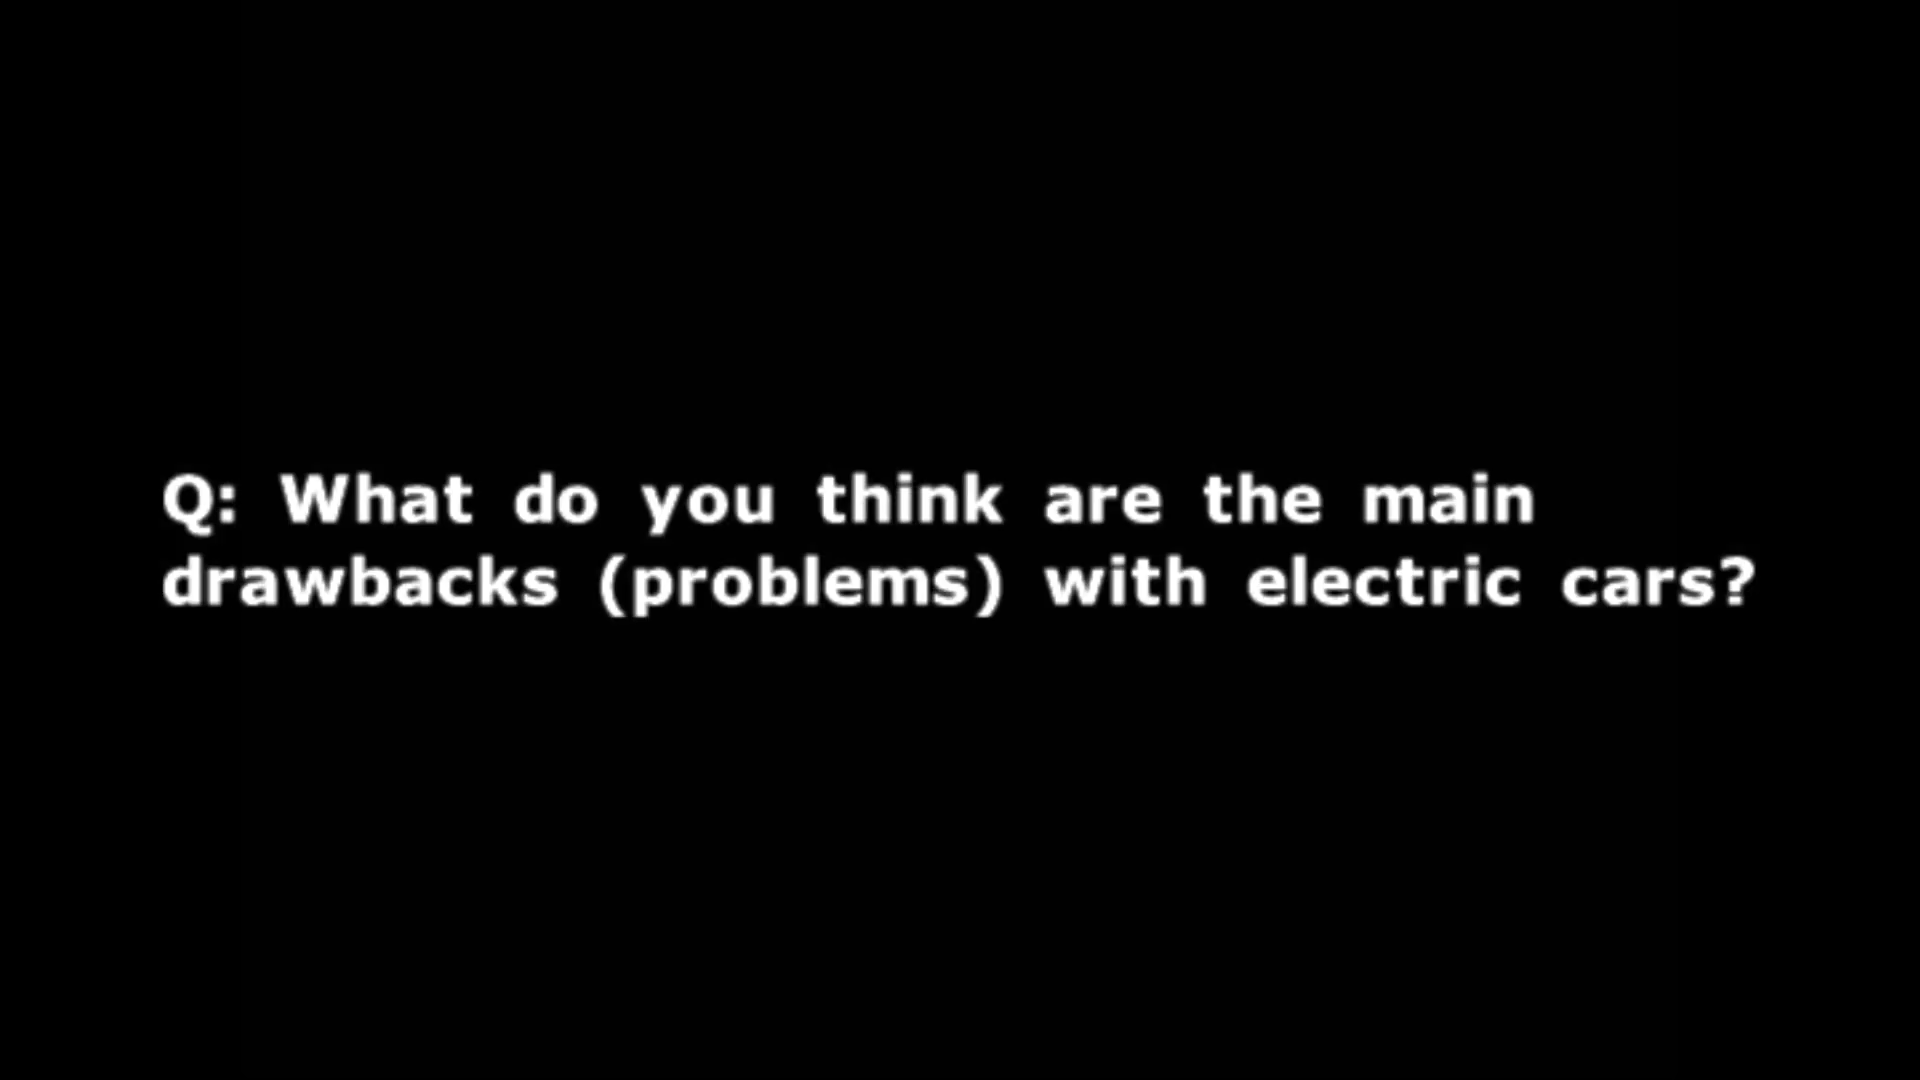 Q: What do you think are the main
drawbacks (problems) with electric cars?